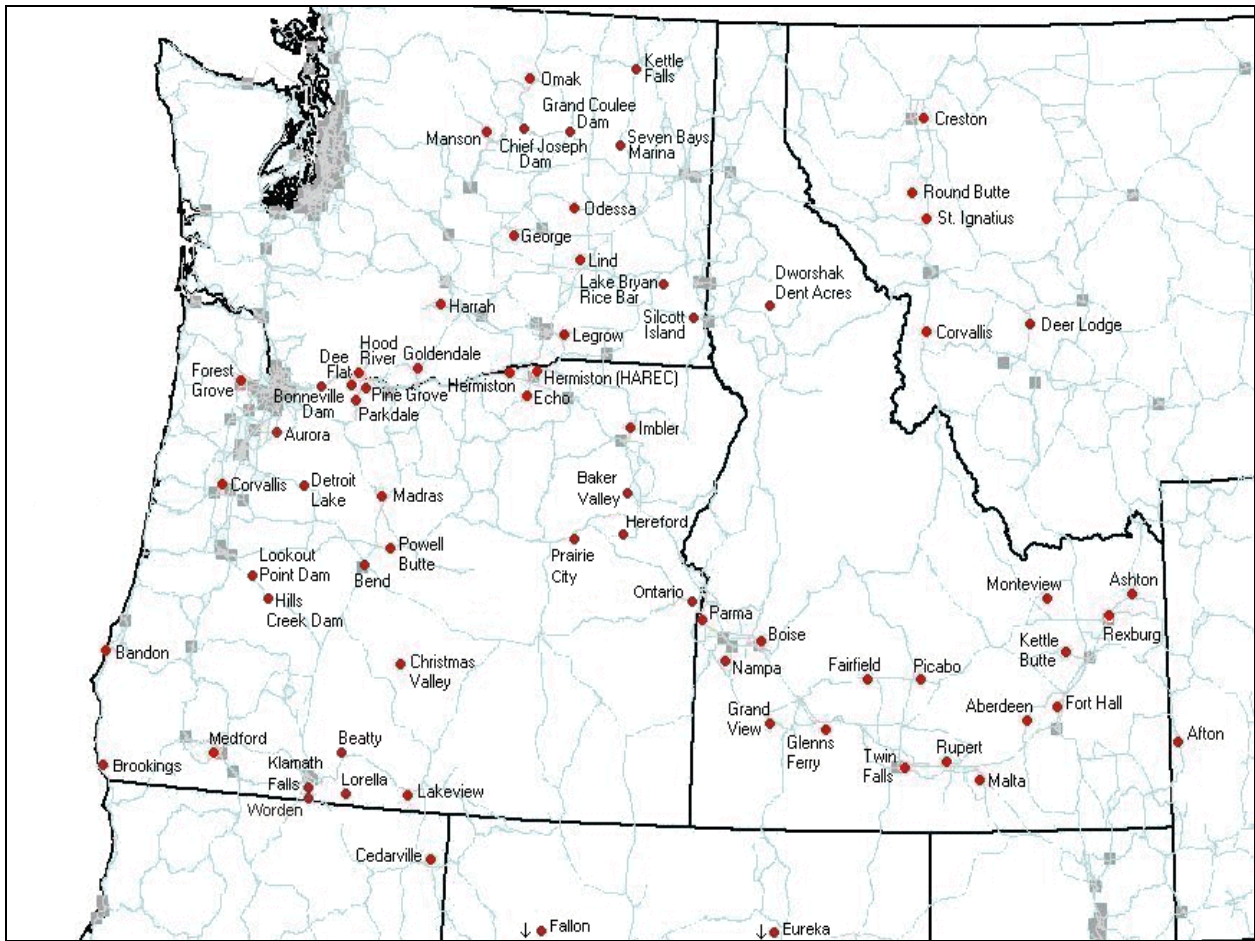 Kettle
Falls
Omak
Grand Coulee
Dam
Creston
Manson
Chief Joseph
Dam
Seven Bays
Marina
Round Butte
Odessa
St. Ignatius
George
Lind
Lake Bryan
Rice Bar
Dworshak
Dent Acres
Harrah
Silcott
Island
Legrow
Corvallis
Deer Lodge
Hood
River
Dee
Flat
Goldendale
Forest
Grove
Bonneville
Dam
Pine Grove
Parkdale
Hermiston
Hermiston (HAREC)
Echo
Aurora
Imbler
Corvallis
Detroit
Lake
Madras
Baker
Valley
Hereford
Prairie
City
Powell
Butte
Bend
Lookout
Point Dam
Hills
Creek Dam
Ontario
Parma
Monteview
Ashton
Rexburg
Boise
Nampa
Kettle
Butte
Bandon
Christmas
Valley
Fairfield
Picabo
Grand
View
Glenns
Ferry
Aberdeen
Fort Hall
Afton
Medford
Beatty
Klamath
Falls
Brookings
Lorella
Lakeview
Worden
Twin
Falls
Rupert
Malta
Cedarville
Fallon
Eureka